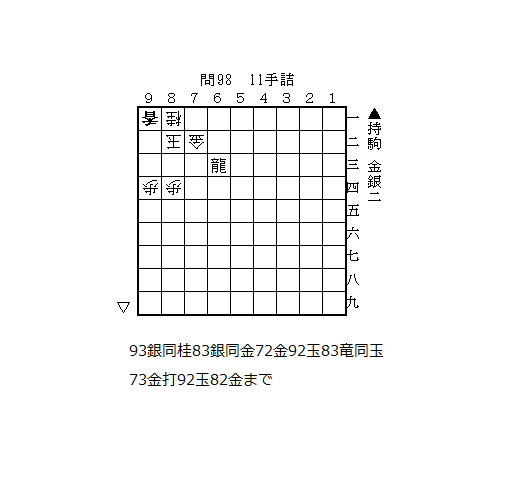 問98　11手詰
9 8 7 6 5 4 3 2 1
香 桂 一
玉 金 二
龍 三
歩 歩 四
五
六
七
八
九
▲持駒 金銀二
▽
93銀同桂83銀同金72金92玉83竜同玉
73金打92玉82金まで